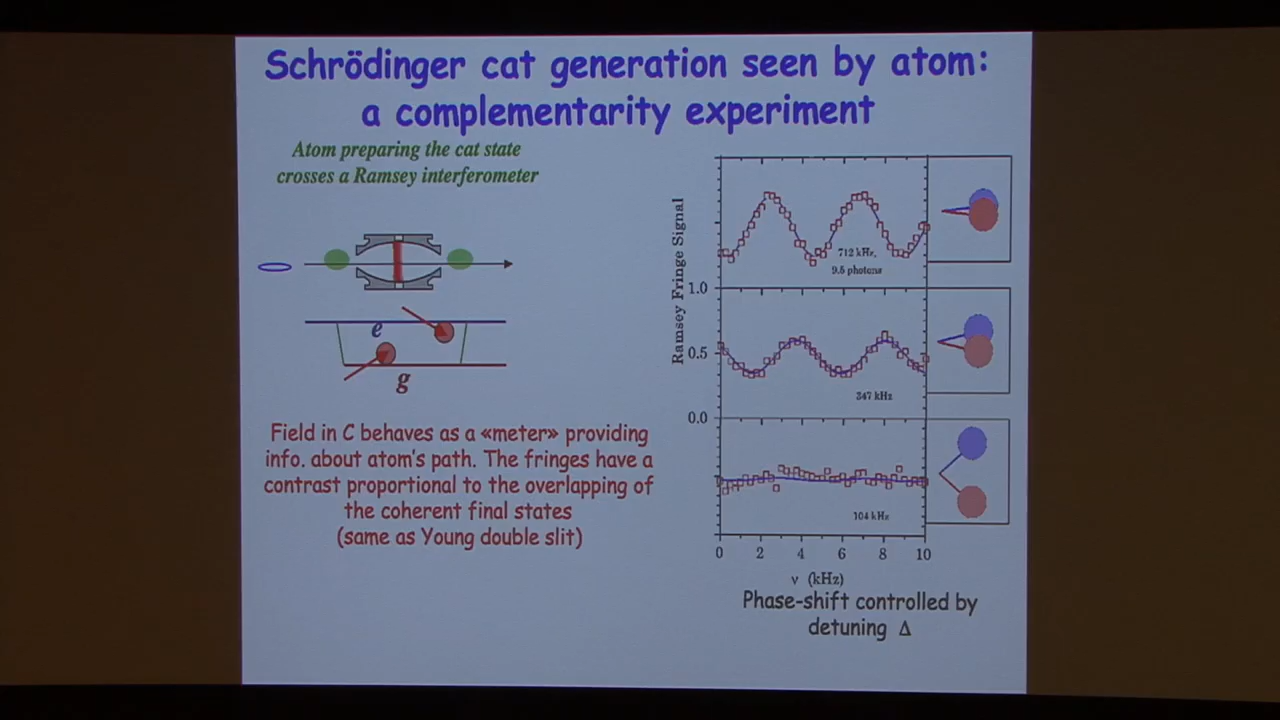 Schrödinger cat generation seen by atom:
a complementarity experiment
Atom preparing the cat state
crosses a Ramsey interferometer
e
g
Field in C behaves as a «meter» providing
info. about atom's path. The fringes have a
contrast proportional to the overlapping of
the coherent final states
(same as Young double slit)
Ramsey Fringe Signal
712 kHz,
9.5 photons
1.0
0.5
347 kHz
0.0
104 kHz
0 2 4 6 8 10
ν (kHz)
Phase-shift controlled by
detuning Δ